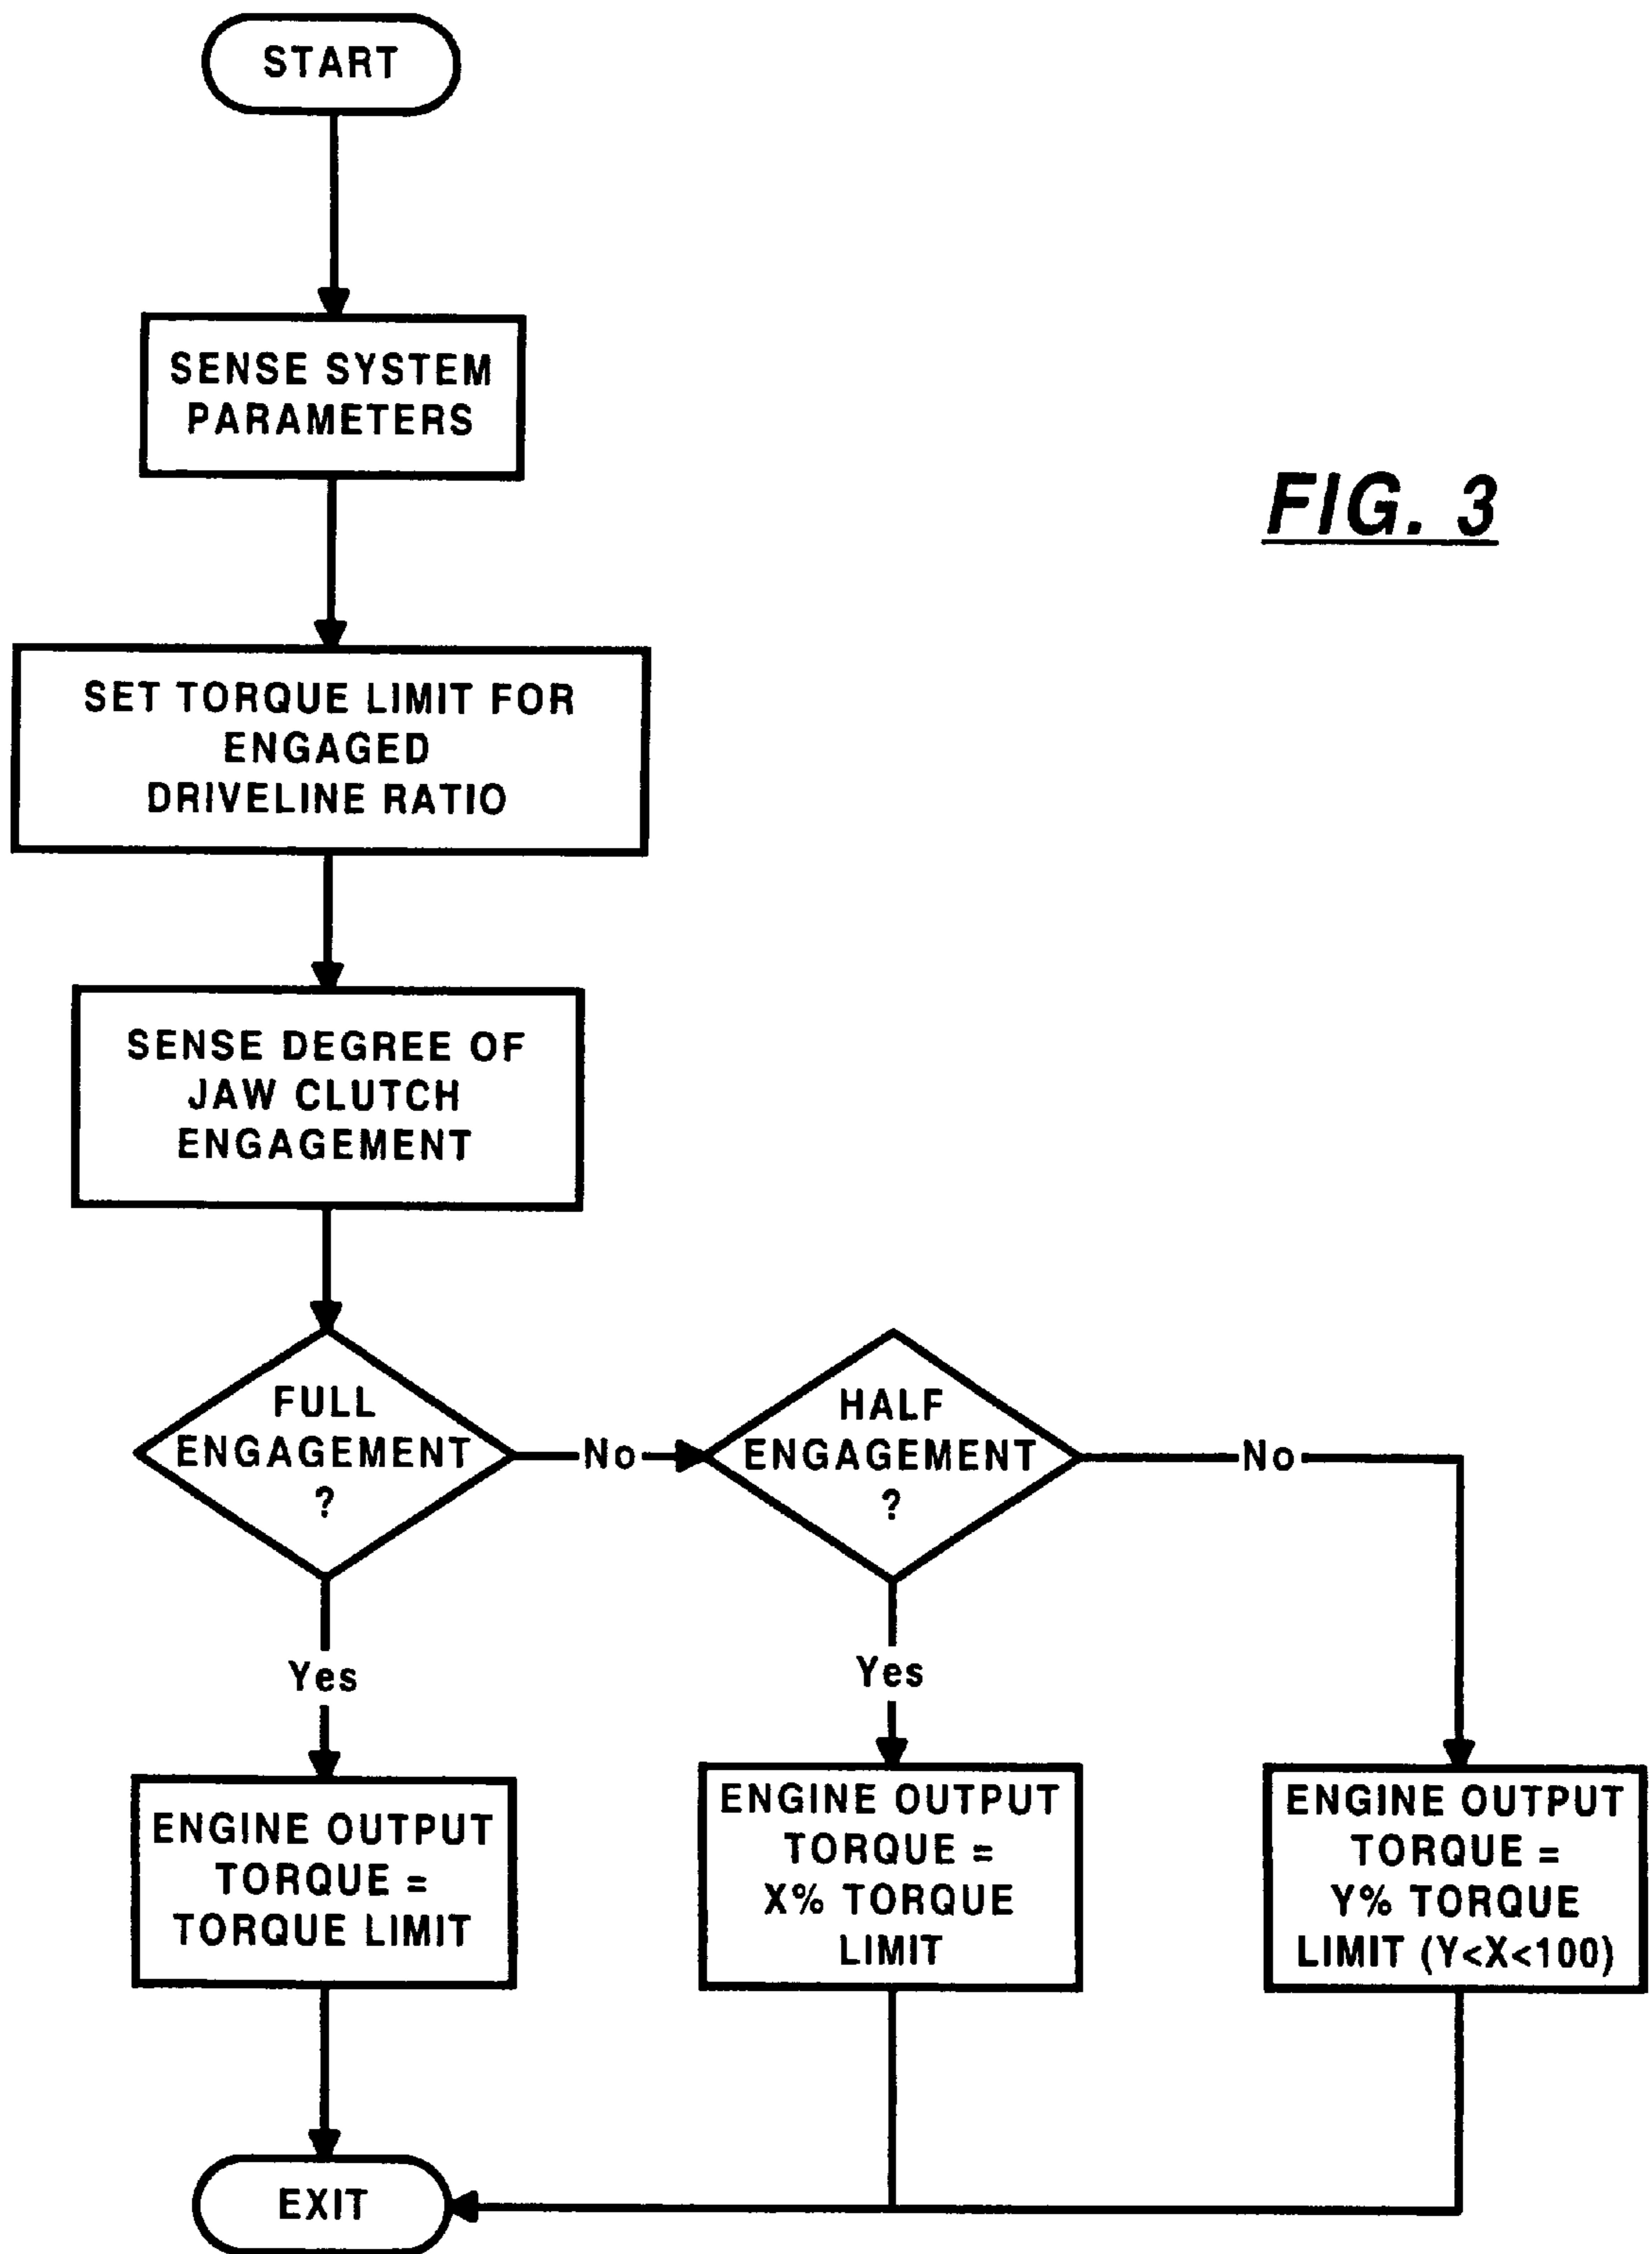 START
SENSE SYSTEM
PARAMETERS
FIG. 3
SET TORQUE LIMIT FOR
ENGAGED
DRIVELINE RATIO
SENSE DEGREE OF
JAW CLUTCH
ENGAGEMENT
FULL
ENGAGEMENT
?
No
HALF
ENGAGEMENT
?
No
Yes
Yes
ENGINE OUTPUT
TORQUE =
TORQUE LIMIT
ENGINE OUTPUT
TORQUE =
X% TORQUE
LIMIT
ENGINE OUTPUT
TORQUE =
Y% TORQUE
LIMIT (Y<X<100)
EXIT